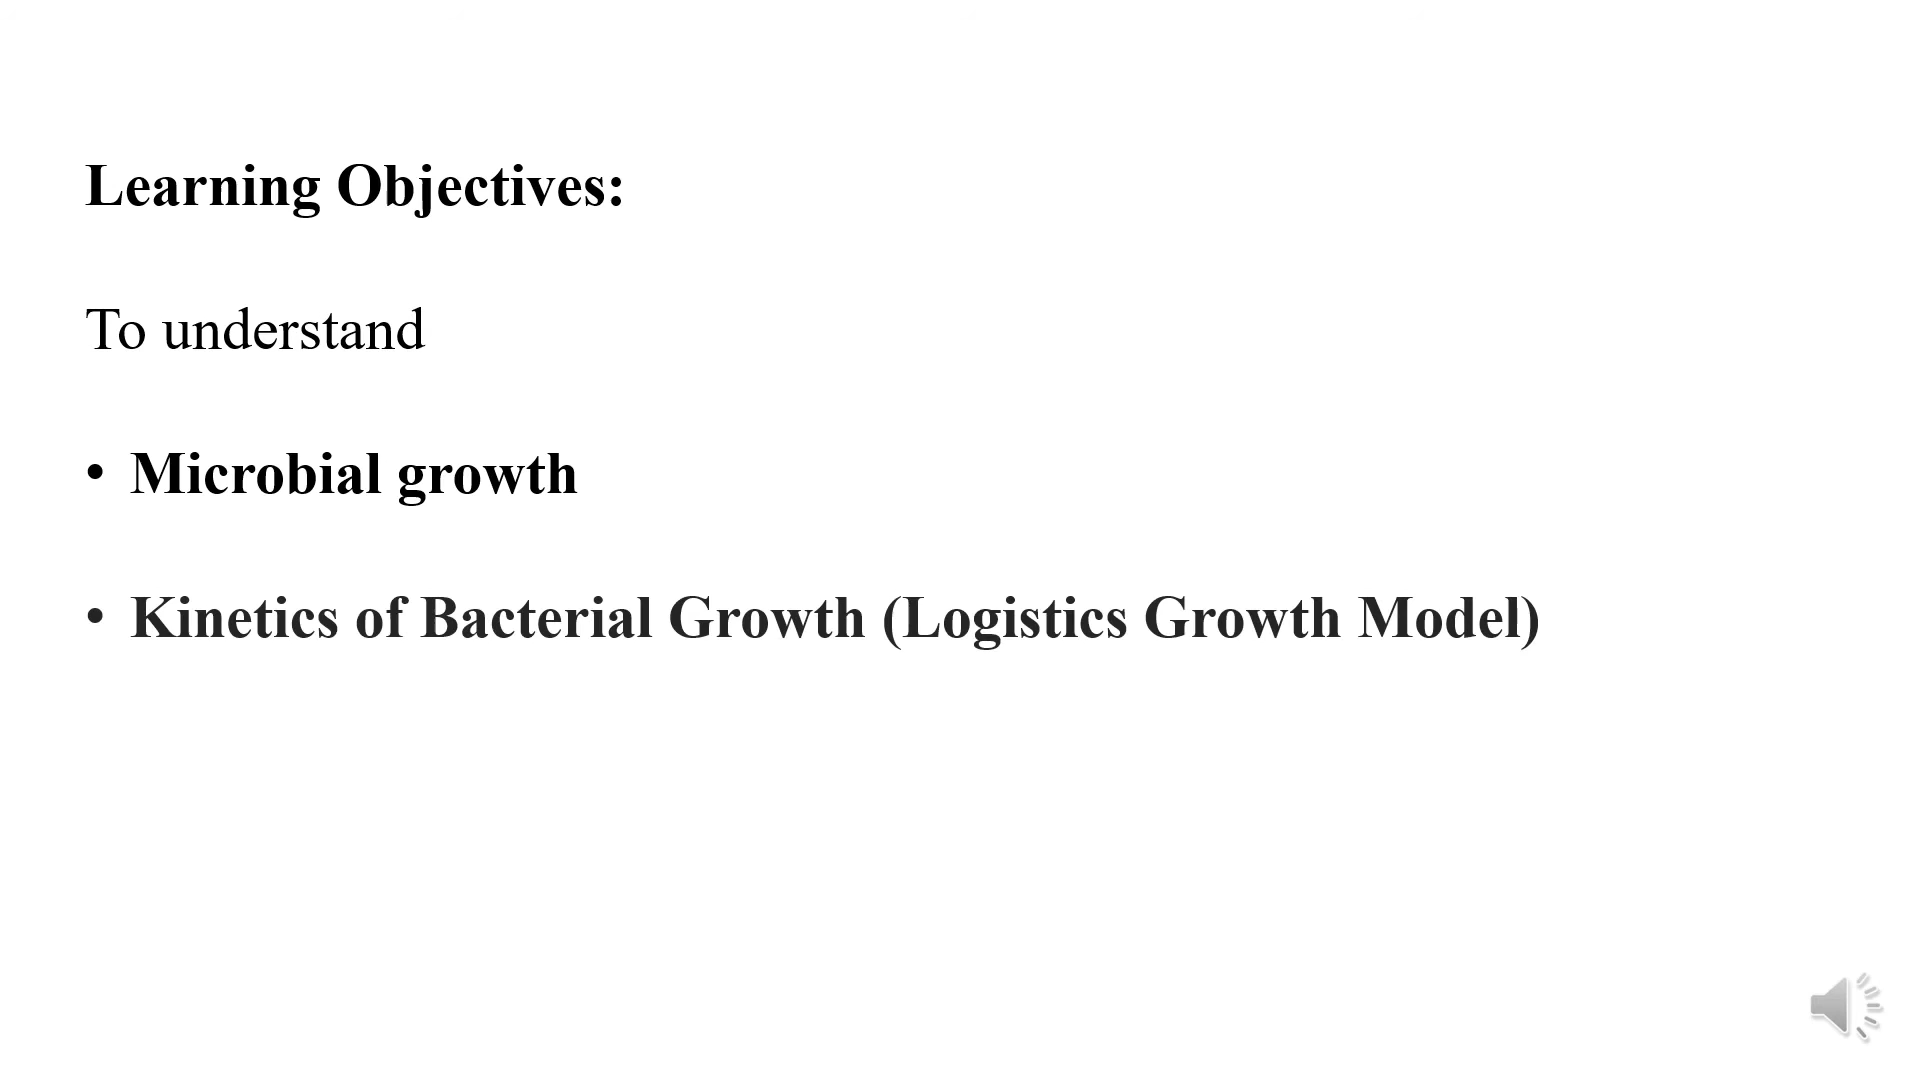 Learning Objectives:
To understand
• Microbial growth
• Kinetics of Bacterial Growth (Logistics Growth Model)